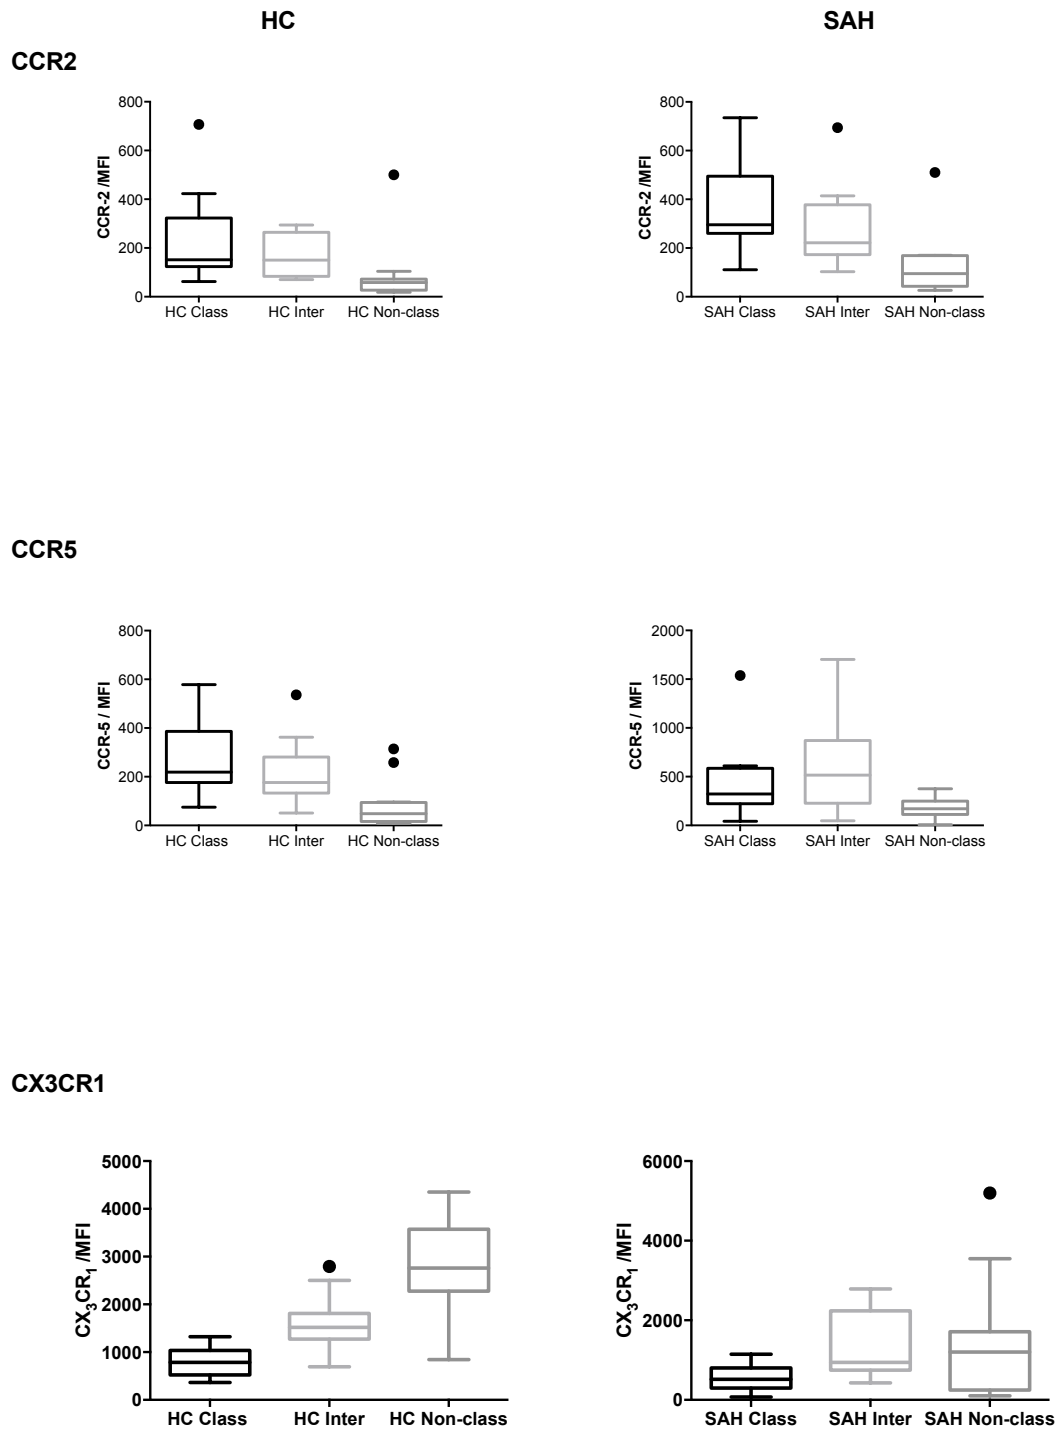 HC
SAH
CCR2
800
600
400
200
0
CCR-2 /MFI
HC Class HC Inter HC Non-class
800
600
400
200
0
CCR-2 /MFI
SAH Class SAH Inter SAH Non-class
CCR5
800
600
400
200
0
CCR-5 / MFI
HC Class HC Inter HC Non-class
2000
1500
1000
500
0
CCR-5 / MFI
SAH Class SAH Inter SAH Non-class
CX3CR1
5000
4000
3000
2000
1000
0
CX₃CR₁ /MFI
HC Class HC Inter HC Non-class
6000
4000
2000
0
CX₃CR₁ /MFI
SAH Class SAH Inter SAH Non-class